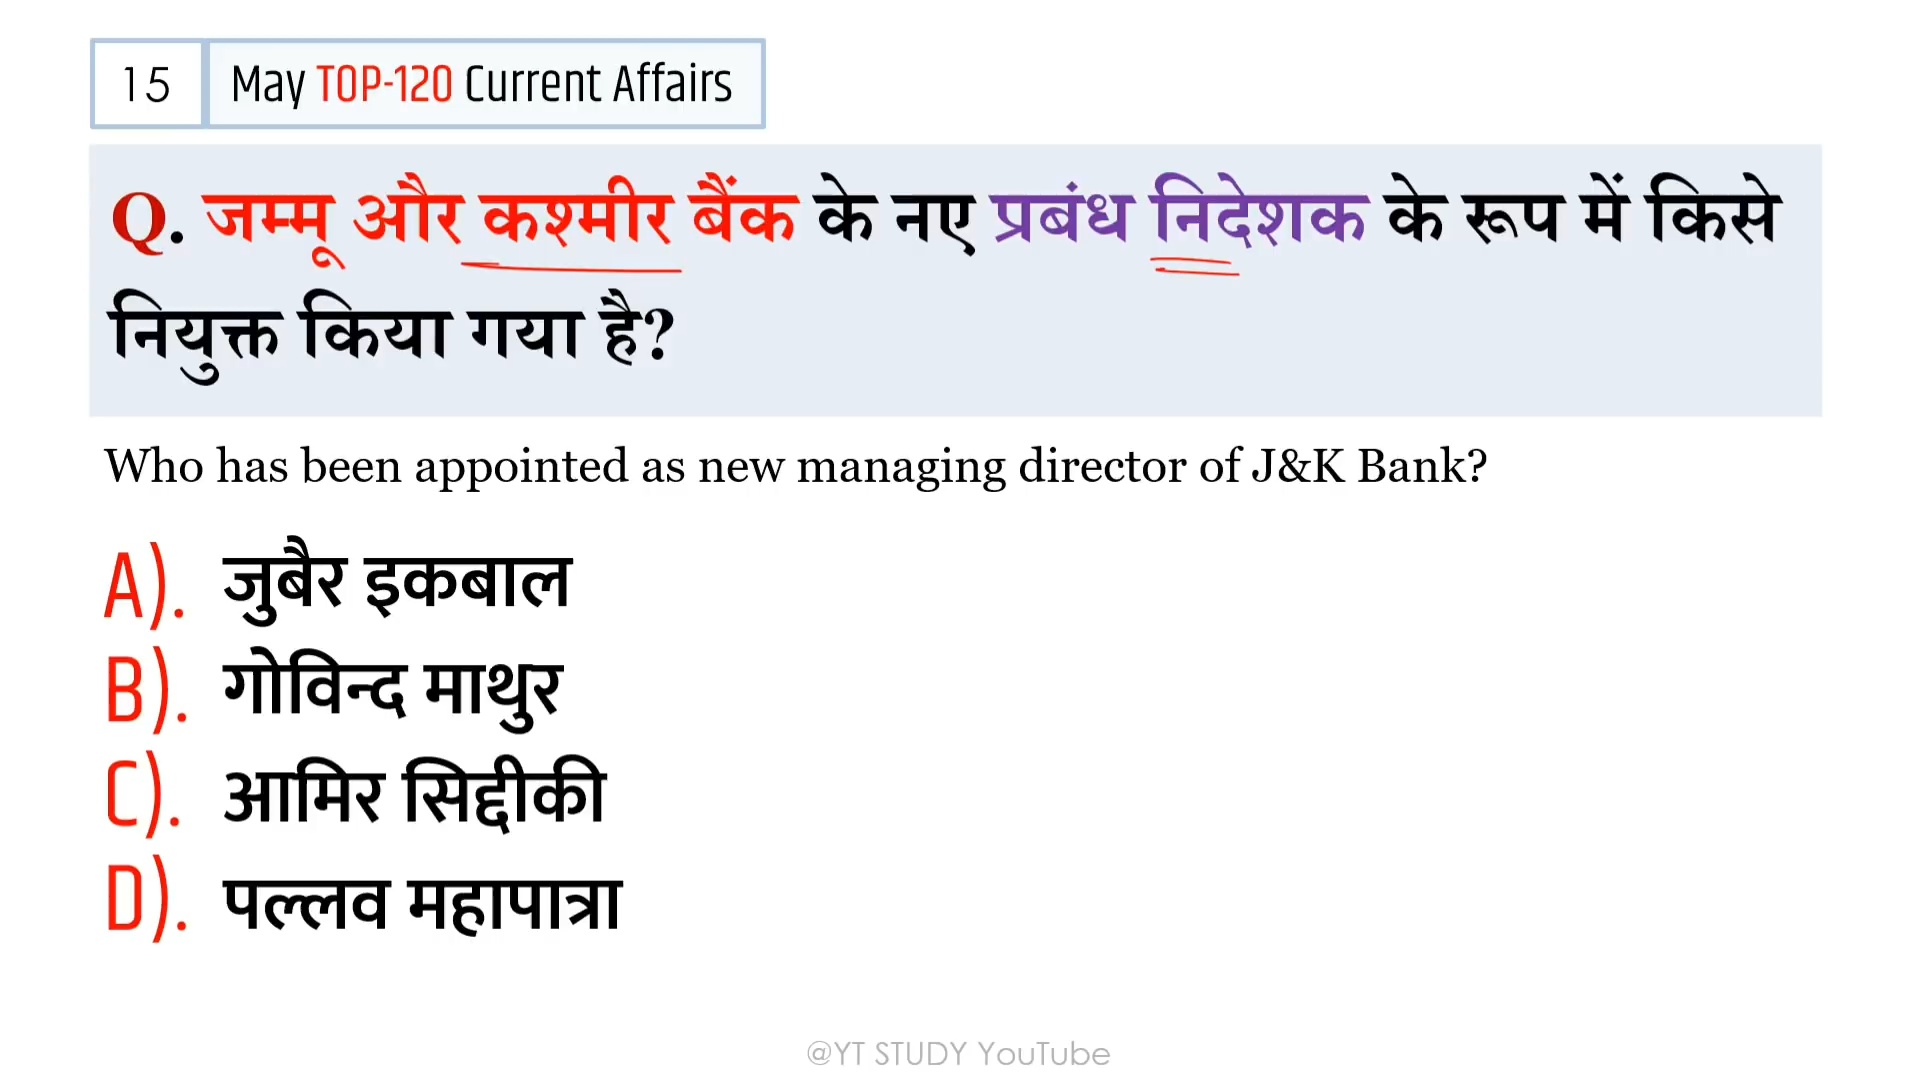 15 May TOP-120 Current Affairs
Q. जम्मू और कश्मीर बैंक के नए प्रबंध निदेशक के रूप में किसे
नियुक्त किया गया है?
Who has been appointed as new managing director of J&K Bank?
A). जुबैर इकबाल
B). गोविन्द माथुर
C). आमिर सिद्दीकी
D). पल्लव महापात्रा
@YT STUDY YouTube